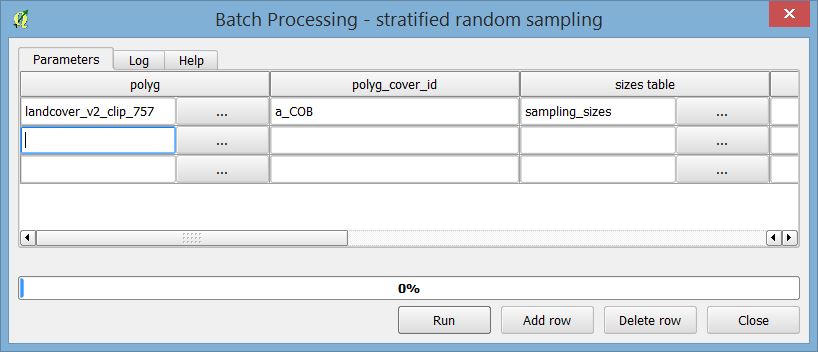 Batch Processing - stratified random sampling
Parameters Log Help
polyg polyg_cover_id sizes table
landcover_v2_clip_757 ... a_COB sampling_sizes ...
... ...
... ...
0%
Run Add row Delete row Close